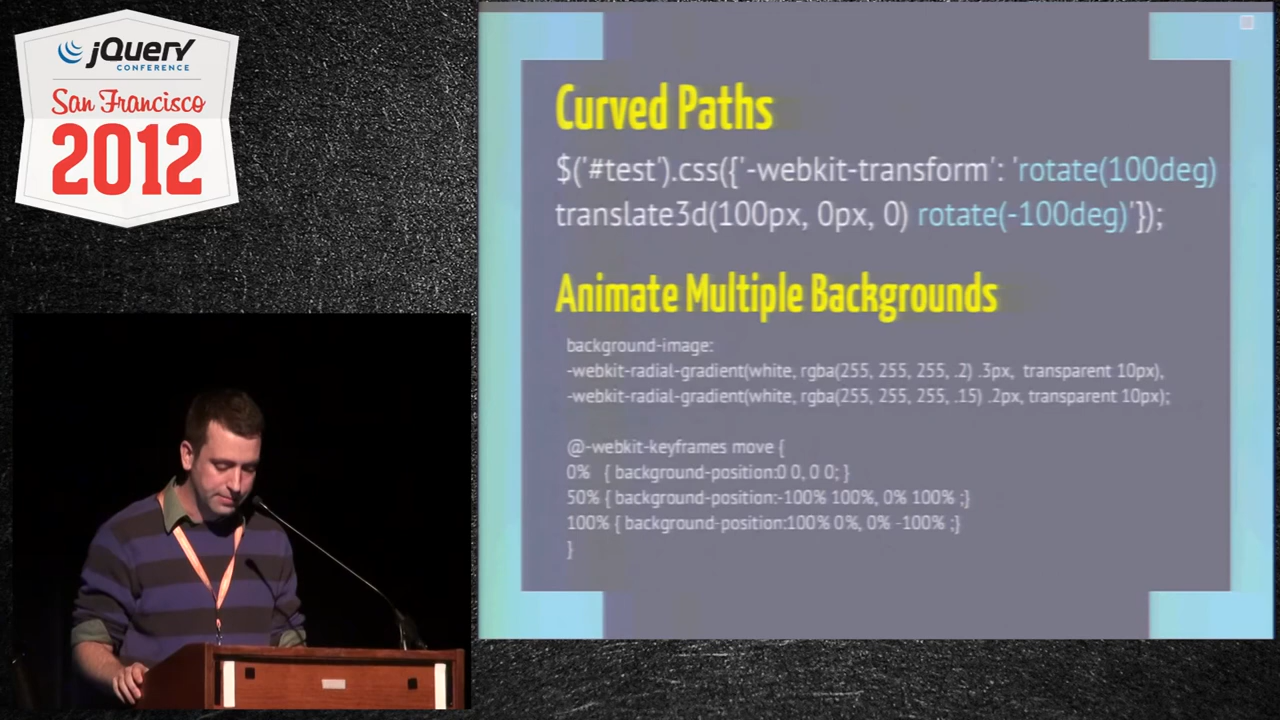 jQuery
CONFERENCE
San Francisco
2012
Curved Paths
$('#test').css({'-webkit-transform': 'rotate(100deg)
translate3d(100px, 0px, 0) rotate(-100deg)'});
Animate Multiple Backgrounds
background-image:
-webkit-radial-gradient(white, rgba(255, 255, 255, .2) .3px, transparent 10px),
-webkit-radial-gradient(white, rgba(255, 255, 255, .15) .2px, transparent 10px);
@-webkit-keyframes move {
0% { background-position:0 0, 0 0; }
50% { background-position:-100% 100%, 0% 100% ;}
100% { background-position:100% 0%, 0% -100% ;}
}